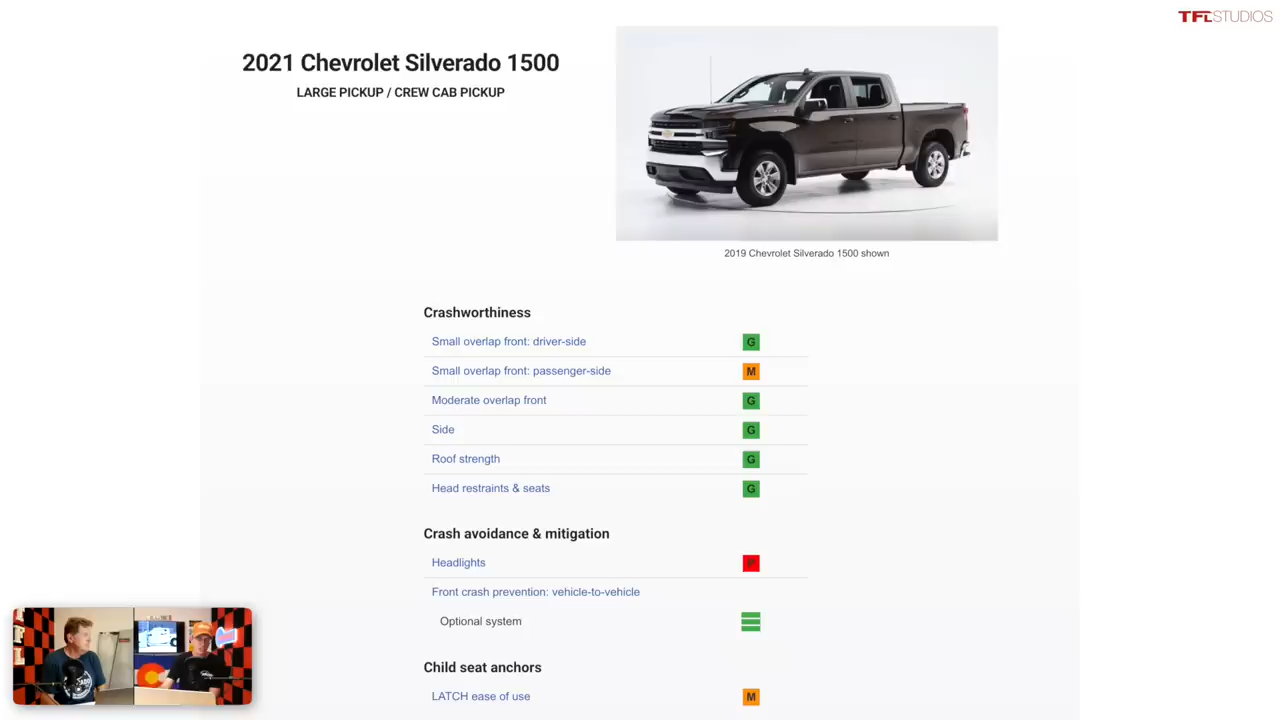 TFLSTUDIOS
2021 Chevrolet Silverado 1500
LARGE PICKUP / CREW CAB PICKUP
2019 Chevrolet Silverado 1500 shown
Crashworthiness
Small overlap front: driver-side G
Small overlap front: passenger-side M
Moderate overlap front G
Side G
Roof strength G
Head restraints & seats G
Crash avoidance & mitigation
Headlights P
Front crash prevention: vehicle-to-vehicle
Optional system
Child seat anchors
LATCH ease of use M